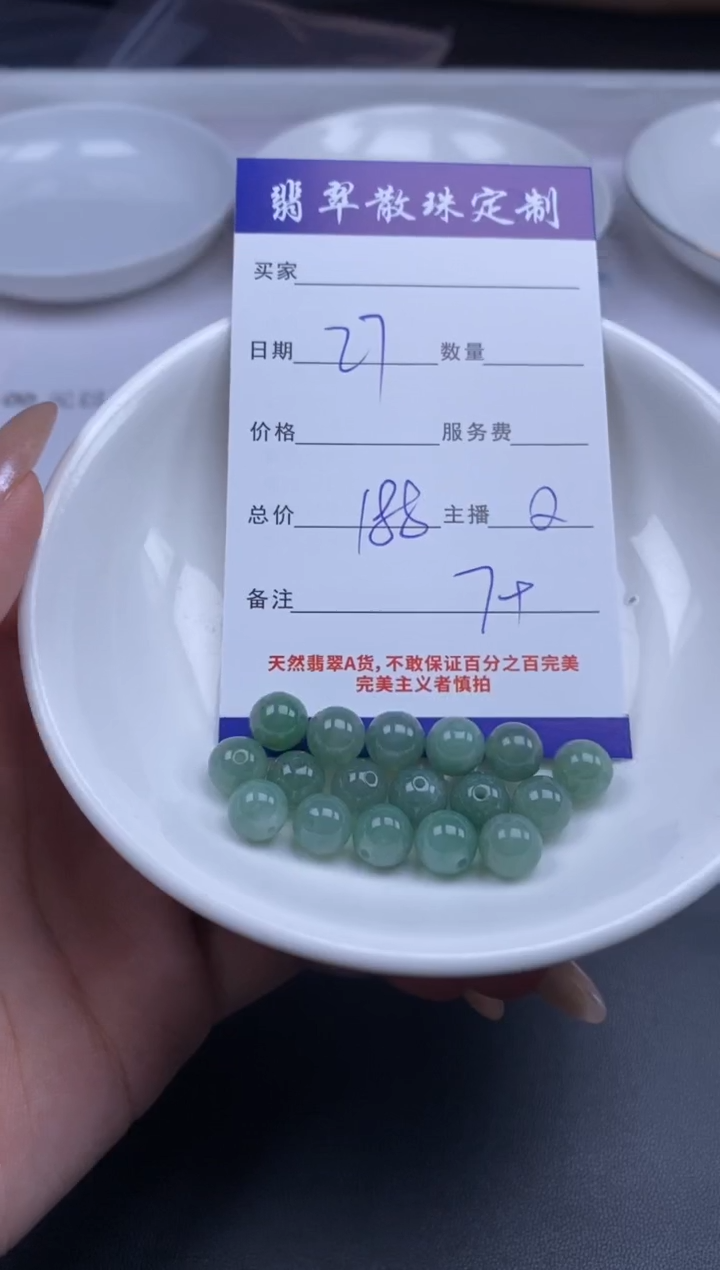 翡翠散珠定制
买家
日期 27 数量
价格 服务费
总价 188 主播 2
备注 7+
天然翡翠A货,不敢保证百分之百完美
完美主义者慎拍